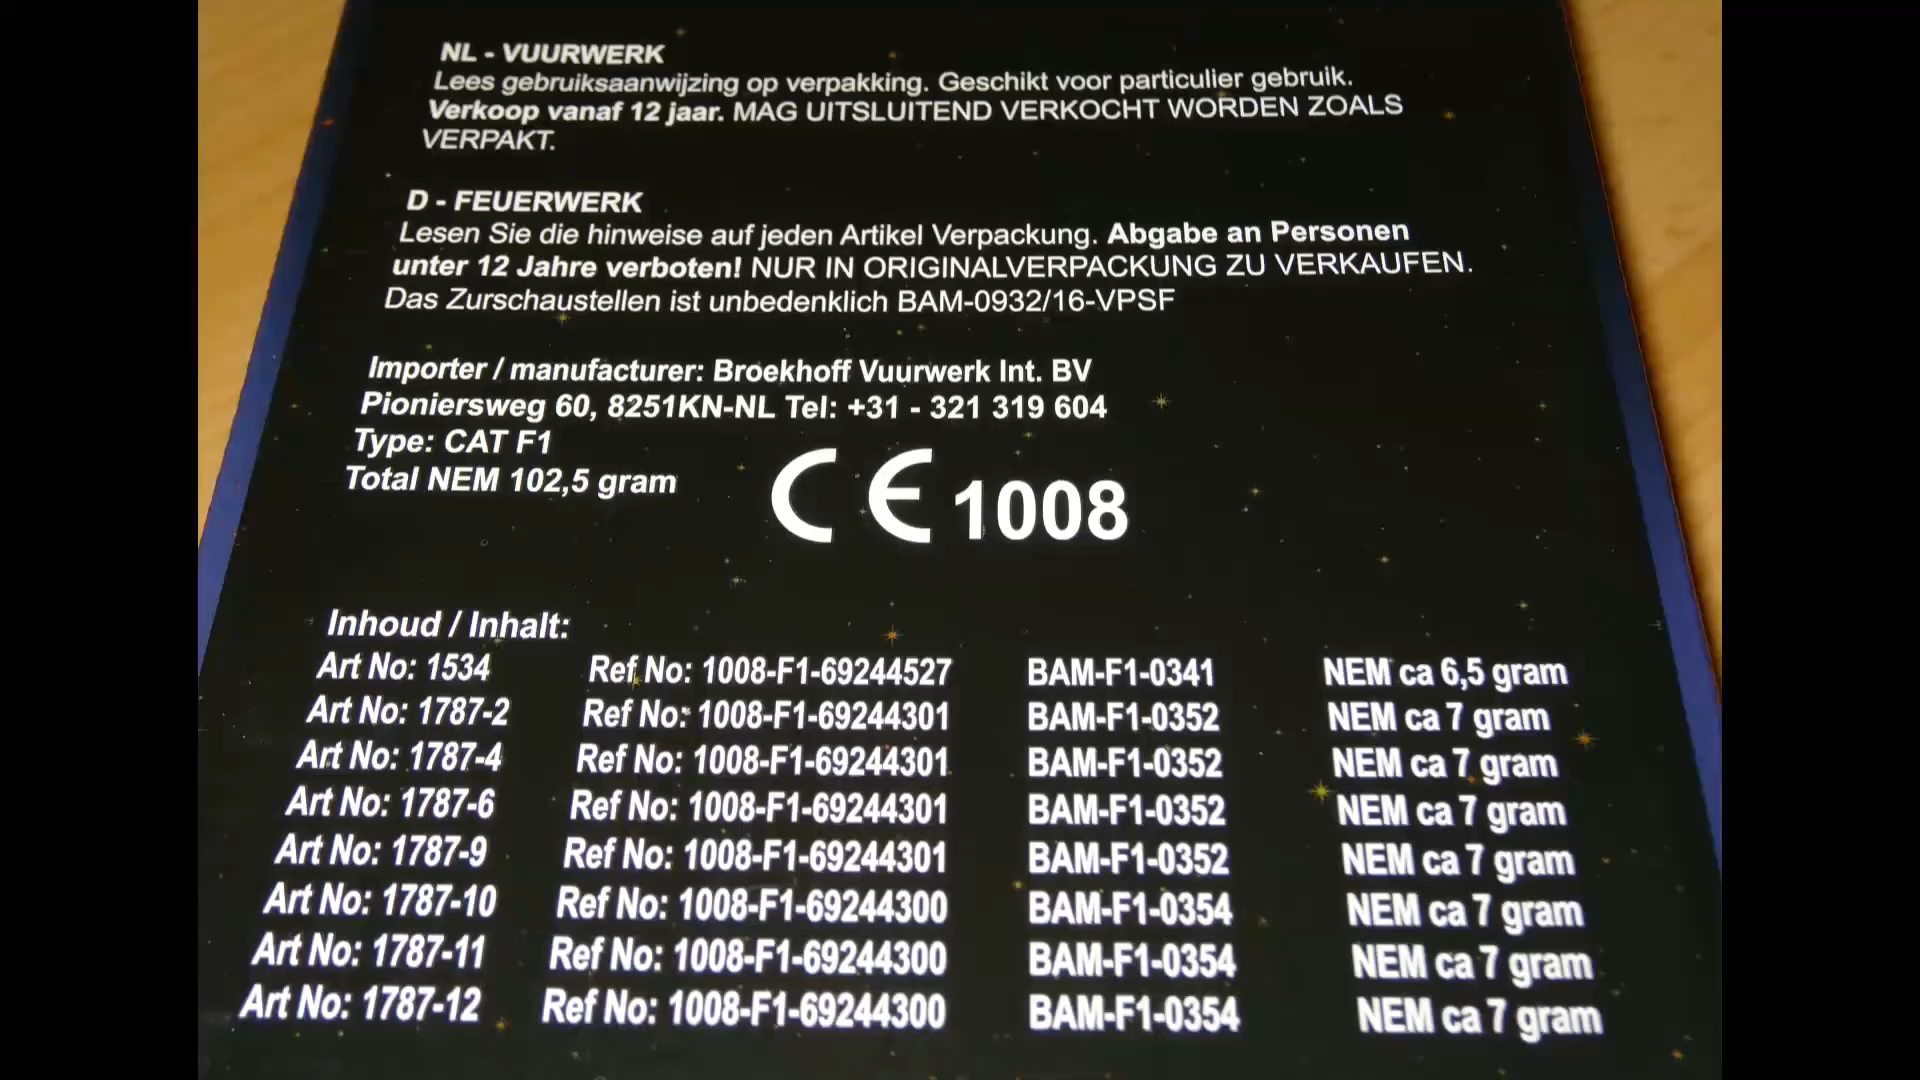 NL - VUURWERK
Lees gebruiksaanwijzing op verpakking. Geschikt voor particulier gebruik.
Verkoop vanaf 12 jaar. MAG UITSLUITEND VERKOCHT WORDEN ZOALS
VERPAKT.
D - FEUERWERK
Lesen Sie die hinweise auf jeden Artikel Verpackung. Abgabe an Personen
unter 12 Jahre verboten! NUR IN ORIGINALVERPACKUNG ZU VERKAUFEN.
Das Zurschaustellen ist unbedenklich BAM-0932/16-VPSF
Importer / manufacturer: Broekhoff Vuurwerk Int. BV
Pioniersweg 60, 8251KN-NL Tel: +31 - 321 319 604
Type: CAT F1
Total NEM 102,5 gram
CE 1008
Inhoud / Inhalt:
Art No: 1534 Ref No: 1008-F1-69244527 BAM-F1-0341 NEM ca 6,5 gram
Art No: 1787-2 Ref No: 1008-F1-69244301 BAM-F1-0352 NEM ca 7 gram
Art No: 1787-4 Ref No: 1008-F1-69244301 BAM-F1-0352 NEM ca 7 gram
Art No: 1787-6 Ref No: 1008-F1-69244301 BAM-F1-0352 NEM ca 7 gram
Art No: 1787-9 Ref No: 1008-F1-69244301 BAM-F1-0352 NEM ca 7 gram
Art No: 1787-10 Ref No: 1008-F1-69244300 BAM-F1-0354 NEM ca 7 gram
Art No: 1787-11 Ref No: 1008-F1-69244300 BAM-F1-0354 NEM ca 7 gram
Art No: 1787-12 Ref No: 1008-F1-69244300 BAM-F1-0354 NEM ca 7 gram